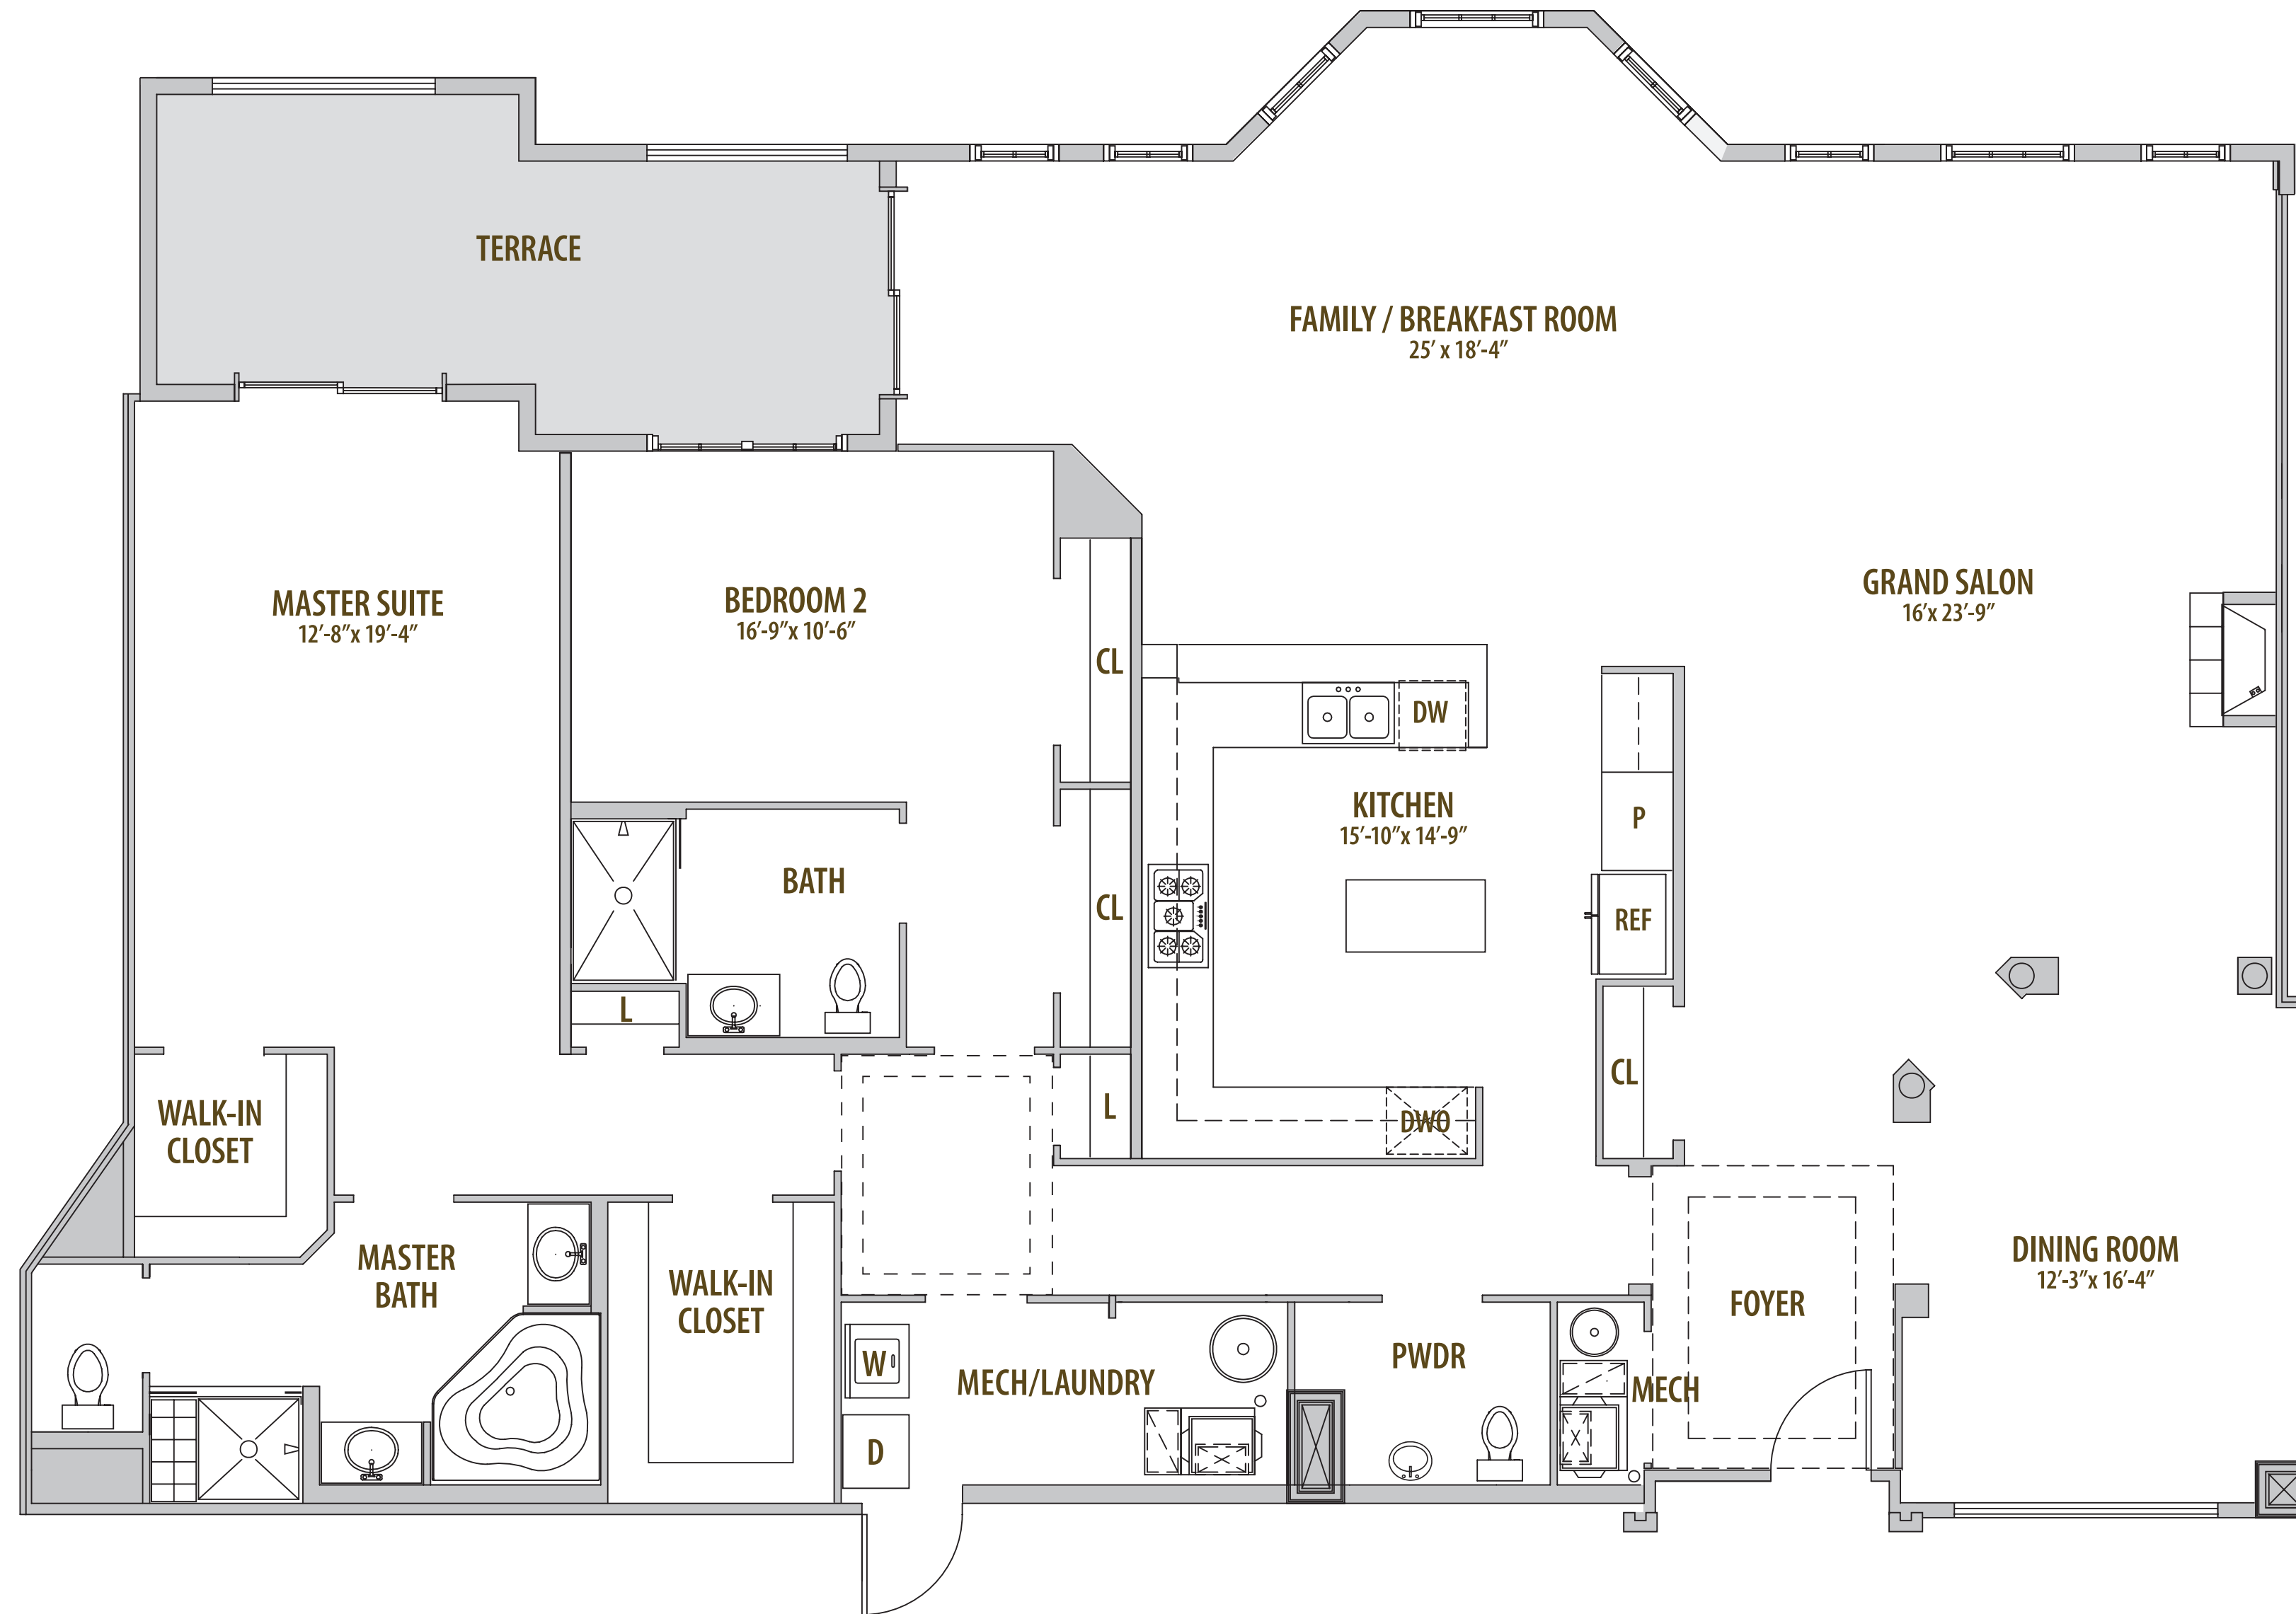 TERRACE
FAMILY / BREAKFAST ROOM
25′ x 18′-4″
MASTER SUITE
12′-8″x 19′-4″
BEDROOM 2
16′-9″x 10′-6″
GRAND SALON
16′x 23′-9″
CL
DW
KITCHEN
15′-10″x 14′-9″
P
BATH
CL
REF
L
CL
WALK-IN
CLOSET
L
DWO
MASTER
BATH
WALK-IN
CLOSET
DINING ROOM
12′-3″x 16′-4″
FOYER
W
MECH/LAUNDRY
PWDR
MECH
D